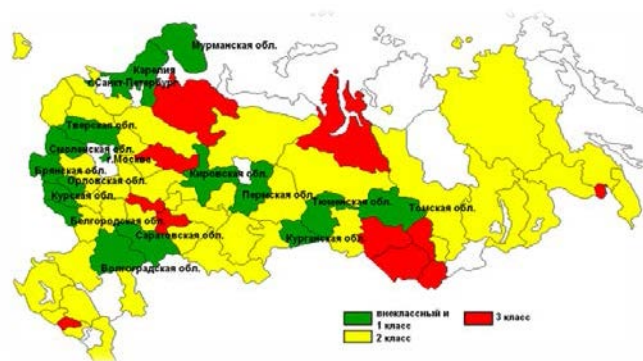 Мурманская обл.
Карелия
г.Санкт-Петербург
Тверская обл.
Смоленская обл.
г.Москва
Брянская обл.
Орловская обл.
Кировская обл.
Курская обл.
Пермская обл.
Тюменская обл.
Томская обл.
Белгородская обл.
Саратовская обл.
Курганская обл.
Волгоградская обл.
внеклассный и
1 класс
2 класс
3 класс